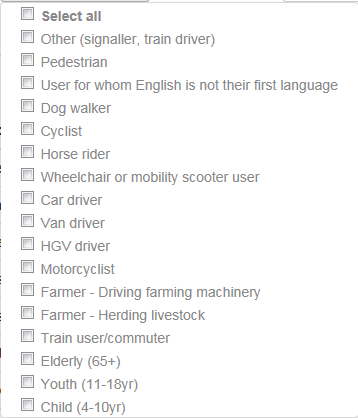 Select all
Other (signaller, train driver)
Pedestrian
User for whom English is not their first language
Dog walker
Cyclist
Horse rider
Wheelchair or mobility scooter user
Car driver
Van driver
HGV driver
Motorcyclist
Farmer - Driving farming machinery
Farmer - Herding livestock
Train user/commuter
Elderly (65+)
Youth (11-18yr)
Child (4-10yr)